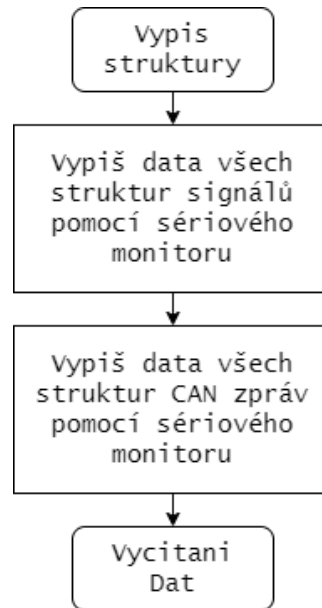 Vypis
struktury
Vypiš data všech
struktur signálů
pomocí sériového
monitoru
Vypiš data všech
struktur CAN zpráv
pomocí sériového
monitoru
Vycitani
Dat